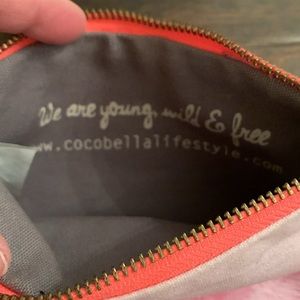 We are young, wild & free
www.cocobellalifestyle.com